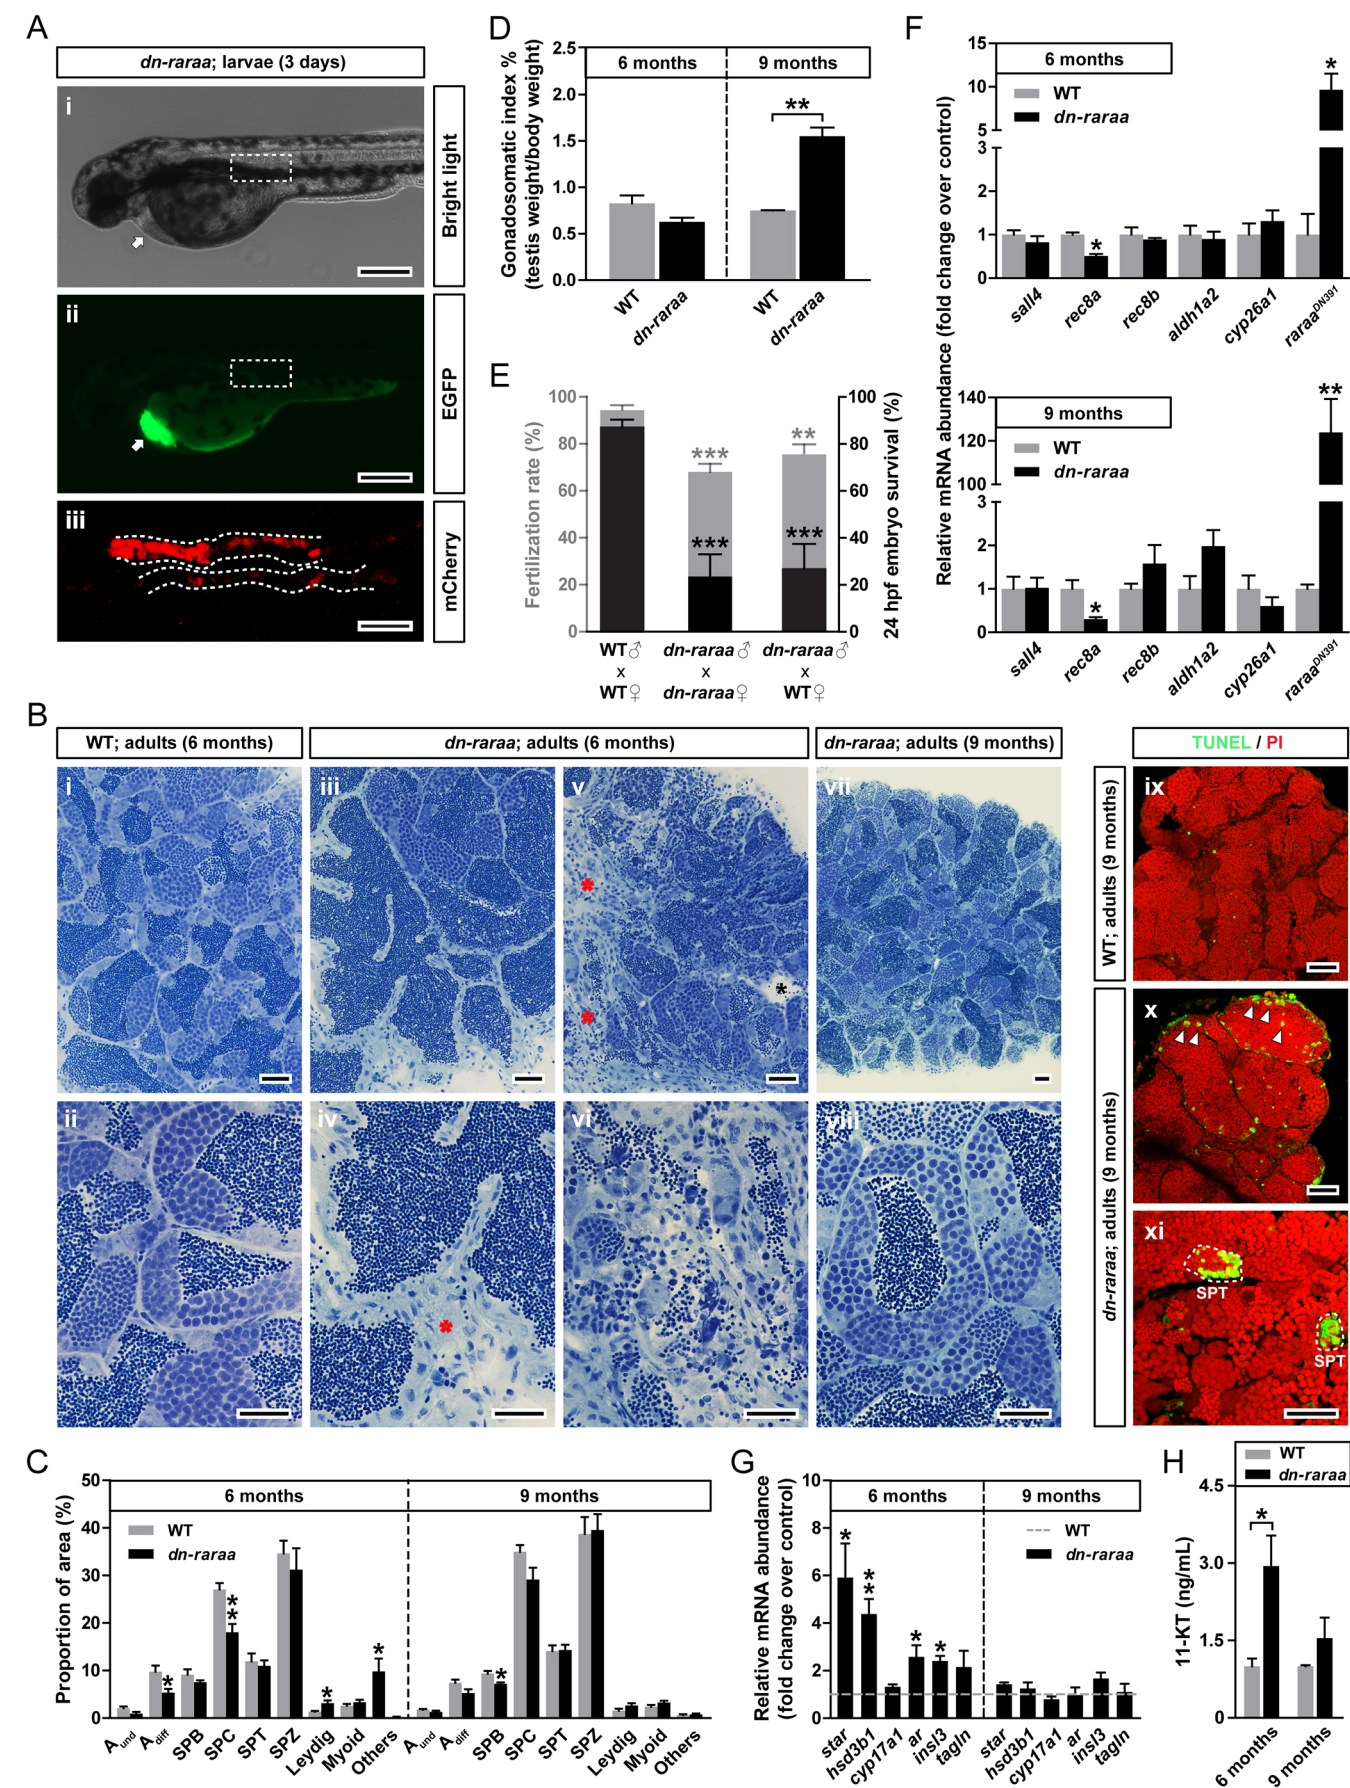 A
dn-raraa; larvae (3 days)
i
Bright light
ii
EGFP
iii
mCherry
D
Gonadosomatic index %
(testis weight/body weight)
2.5
2.0
1.5
1.0
0.5
0.0
6 months
9 months
**
WT
dn-raraa
WT
dn-raraa
E
Fertilization rate (%)
100
80
60
40
20
0
***
***
**
***
100
80
60
40
20
0
24 hpf embryo survival (%)
WT♂ dn-raraa♂ dn-raraa♂
x x x
WT♀ dn-raraa♀ WT♀
F
Relative mRNA abundance (fold change over control)
15
10
5
3
2
1
0
6 months
WT
dn-raraa
*
*
sall4
rec8a
rec8b
aldh1a2
cyp26a1
raraaDN391
140
120
100
3
2
1
0
9 months
WT
dn-raraa
*
**
sall4
rec8a
rec8b
aldh1a2
cyp26a1
raraaDN391
B
WT; adults (6 months)
dn-raraa; adults (6 months)
dn-raraa; adults (9 months)
TUNEL / PI
i
iii
v
*
*
*
vii
ii
iv
*
vi
viii
WT; adults (9 months)
ix
dn-raraa; adults (9 months)
x
xi
SPT
SPT
C
Proportion of area (%)
50
40
30
20
10
0
6 months
9 months
WT
dn-raraa
*
**
*
*
*
Aund
Adiff
SPB
SPC
SPT
SPZ
Leydig
Myoid
Others
Aund
Adiff
SPB
SPC
SPT
SPZ
Leydig
Myoid
Others
G
Relative mRNA abundance
(fold change over control)
10
8
6
4
2
0
6 months
9 months
WT
dn-raraa
*
**
*
*
star
hsd3b1
cyp17a1
ar
insl3
tagln
star
hsd3b1
cyp17a1
ar
insl3
tagln
H
WT
dn-raraa
11-KT (ng/mL)
4.5
3.0
1.5
0
*
6 months
9 months